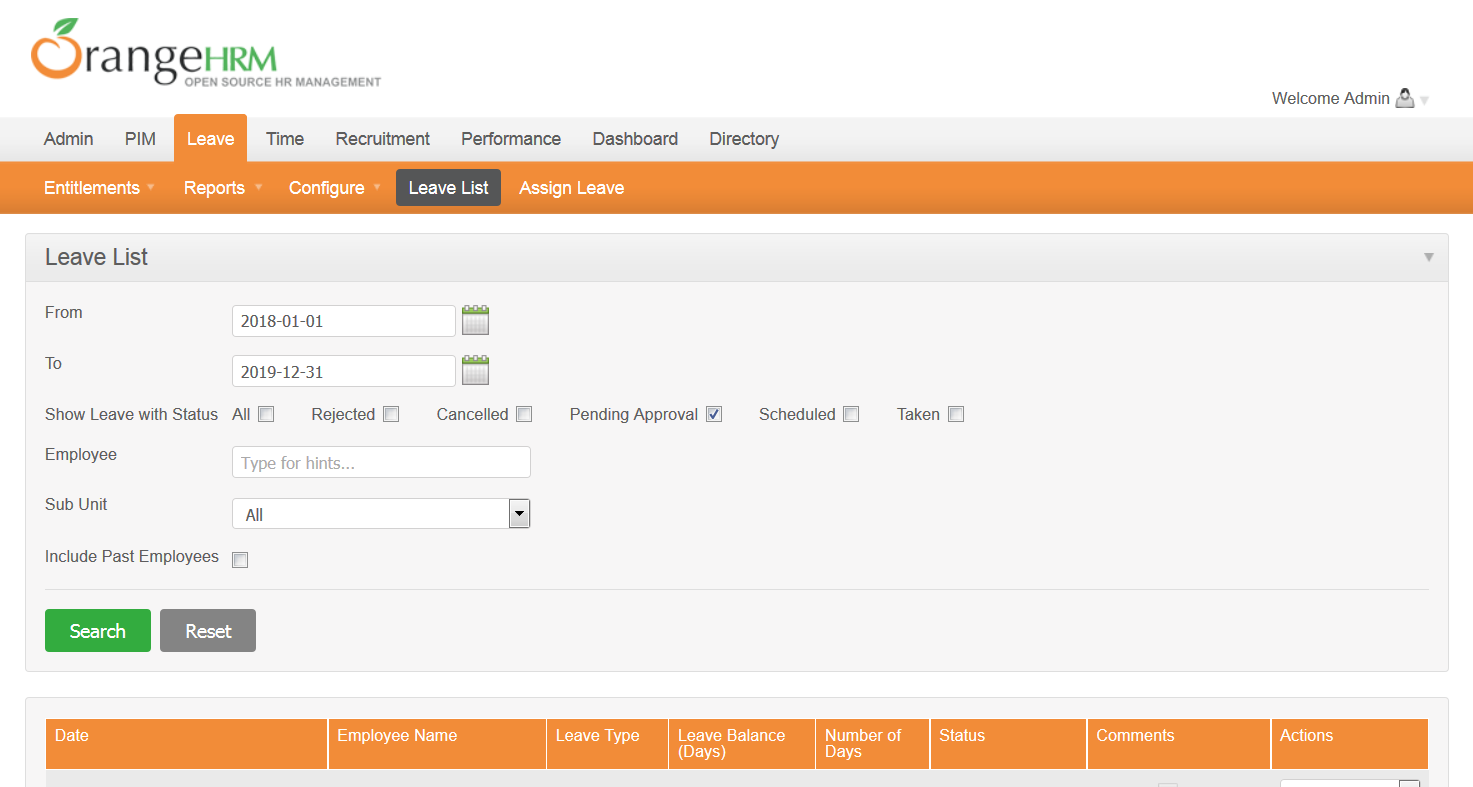 OrangeHRM
OPEN SOURCE HR MANAGEMENT
Welcome Admin
Admin PIM Leave Time Recruitment Performance Dashboard Directory
Entitlements Reports Configure Leave List Assign Leave
Leave List
From 2018-01-01
To 2019-12-31
Show Leave with Status All Rejected Cancelled Pending Approval Scheduled Taken
Employee Type for hints...
Sub Unit All
Include Past Employees
Search Reset
Date Employee Name Leave Type Leave Balance (Days) Number of Days Status Comments Actions